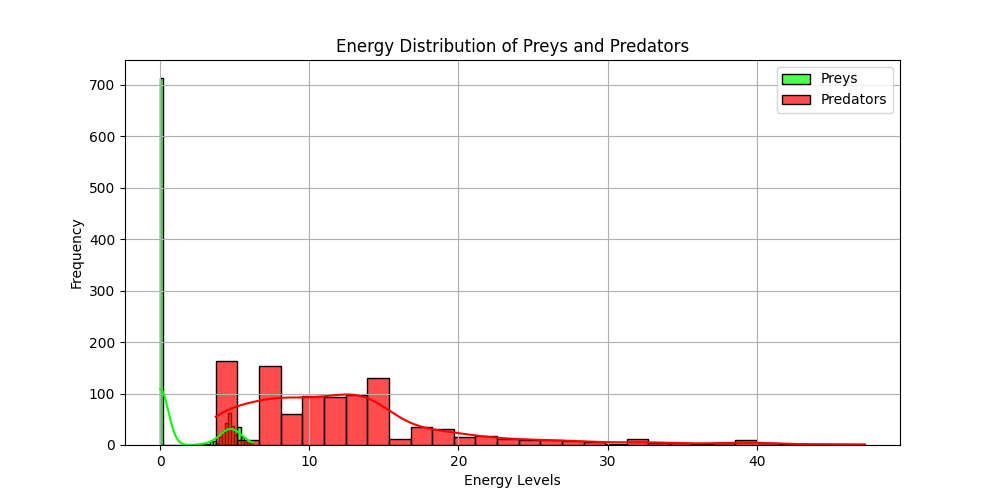 Energy Distribution of Preys and Predators
Preys
Predators
Frequency
700
600
500
400
300
200
100
0
0 10 20 30 40
Energy Levels